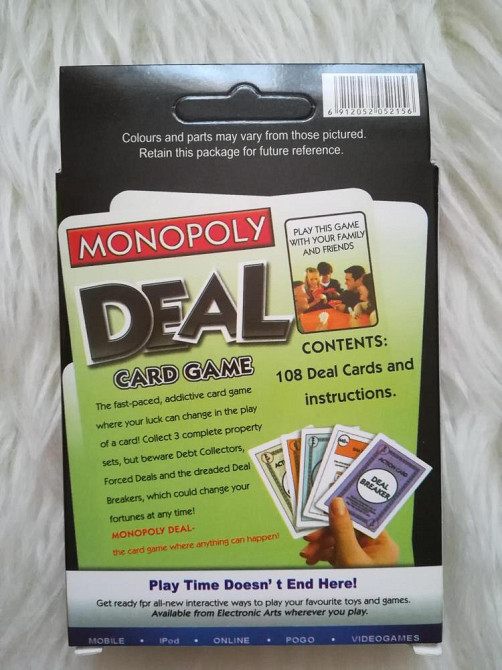 6 912052 052156
Colours and parts may vary from those pictured.
Retain this package for future reference.
MONOPOLY
DEAL
CARD GAME
PLAY THIS GAME
WITH YOUR FAMILY
AND FRIENDS
CONTENTS:
108 Deal Cards and
instructions.
The fast-paced, addictive card game
where your luck can change in the play
of a card! Collect 3 complete property
sets, but beware Debt Collectors,
Forced Deals and the dreaded Deal
Breakers, which could change your
fortunes at any time!
MONOPOLY DEAL-
the card game where anything can happen!
ACTION CARD
DEAL
BREAKER
Play Time Doesn' t End Here!
Get ready fpr all-new interactive ways to play your favourite toys and games.
Available from Electronic Arts wherever you play.
MOBILE • iPod • ONLINE • POGO • VIDEOGAMES